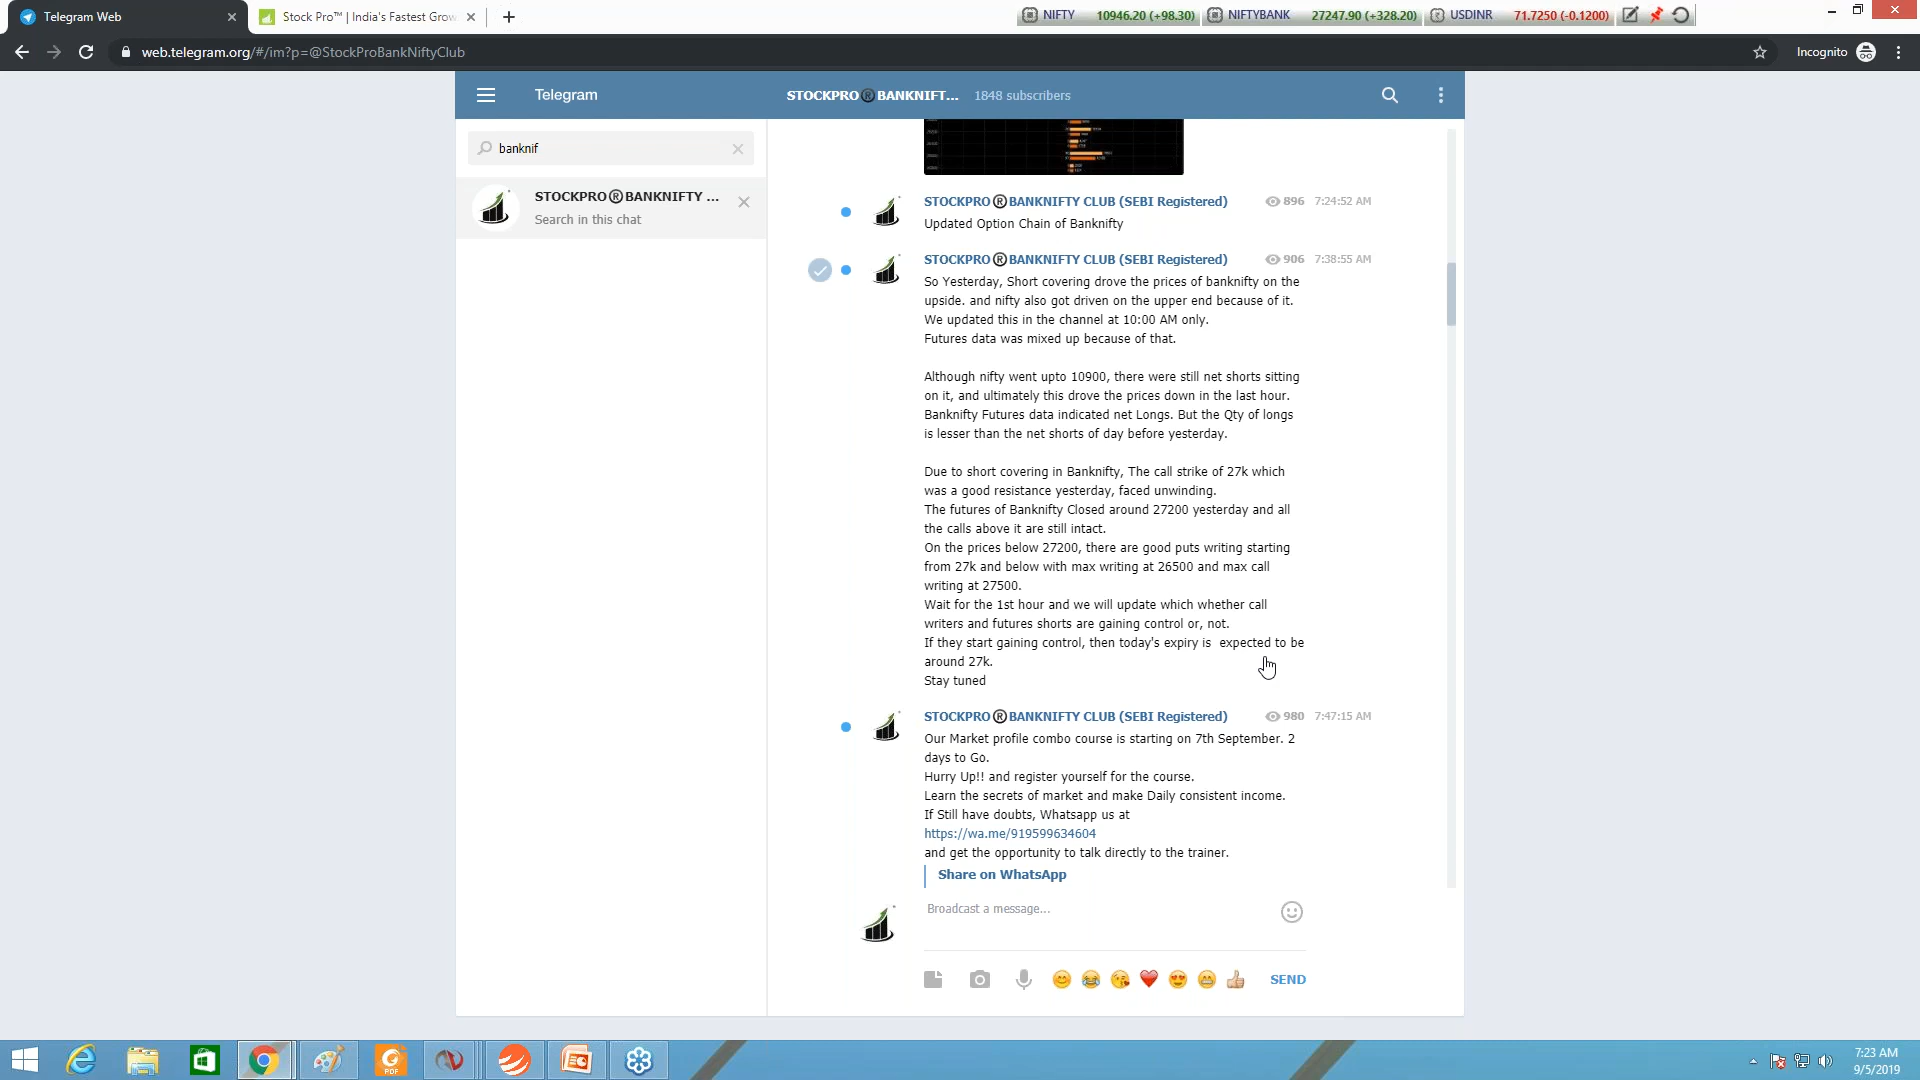 Telegram Web
Stock Pro™ | India's Fastest Grow
NIFTY 10946.20 (+98.30)
NIFTYBANK 27247.90 (+328.20)
USDINR 71.7250 (-0.1200)
web.telegram.org/#/im?p=@StockProBankNiftyClub
Incognito
Telegram
STOCKPRO®BANKNIFT... 1848 subscribers
banknif
STOCKPRO®BANKNIFTY ...
Search in this chat
STOCKPRO®BANKNIFTY CLUB (SEBI Registered) 896 7:24:52 AM
Updated Option Chain of Banknifty
STOCKPRO®BANKNIFTY CLUB (SEBI Registered) 906 7:38:55 AM
So Yesterday, Short covering drove the prices of banknifty on the
upside. and nifty also got driven on the upper end because of it.
We updated this in the channel at 10:00 AM only.
Futures data was mixed up because of that.
Although nifty went upto 10900, there were still net shorts sitting
on it, and ultimately this drove the prices down in the last hour.
Banknifty Futures data indicated net Longs. But the Qty of longs
is lesser than the net shorts of day before yesterday.
Due to short covering in Banknifty, The call strike of 27k which
was a good resistance yesterday, faced unwinding.
The futures of Banknifty Closed around 27200 yesterday and all
the calls above it are still intact.
On the prices below 27200, there are good puts writing starting
from 27k and below with max writing at 26500 and max call
writing at 27500.
Wait for the 1st hour and we will update which whether call
writers and futures shorts are gaining control or, not.
If they start gaining control, then today's expiry is expected to be
around 27k.
Stay tuned
STOCKPRO®BANKNIFTY CLUB (SEBI Registered) 980 7:47:15 AM
Our Market profile combo course is starting on 7th September. 2
days to Go.
Hurry Up!! and register yourself for the course.
Learn the secrets of market and make Daily consistent income.
If Still have doubts, Whatsapp us at
https://wa.me/919599634604
and get the opportunity to talk directly to the trainer.
Share on WhatsApp
Broadcast a message...
SEND
PDF
7:23 AM
9/5/2019